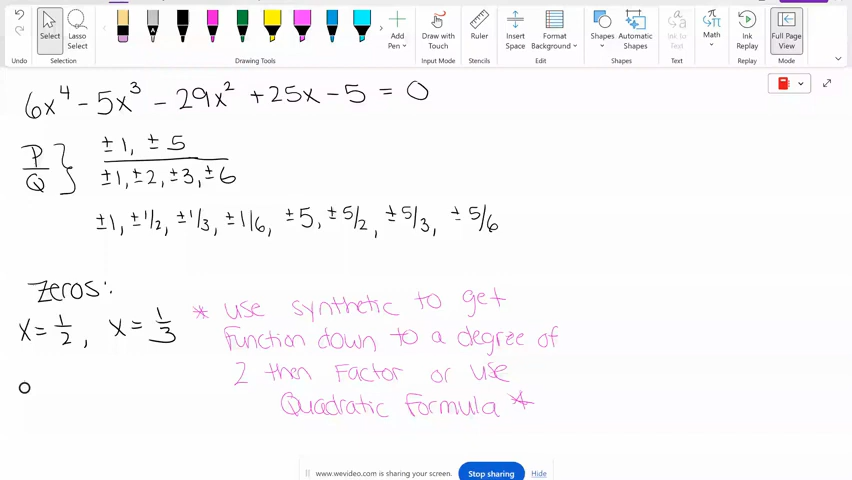 Undo
Select
Lasso Select
Selection
Drawing Tools
Add Pen
Draw with Touch
Input Mode
Ruler
Stencils
Insert Space
Format Background
Edit
Shapes
Automatic Shapes
Shapes
Ink to Text
Math
Ink Replay
Replay
Full Page View
Mode
6x⁴ - 5x³ - 29x² + 25x - 5 = 0
P/Q } ±1, ±5
±1, ±2, ±3, ±6
±1, ±1/2, ±1/3, ±1/6, ±5, ±5/2, ±5/3, ±5/6
Zeros:
x = 1/2, x = 1/3
* use synthetic to get
function down to a degree of
2 then Factor or use
Quadratic Formula *
www.wevideo.com is sharing your screen. Stop sharing Hide